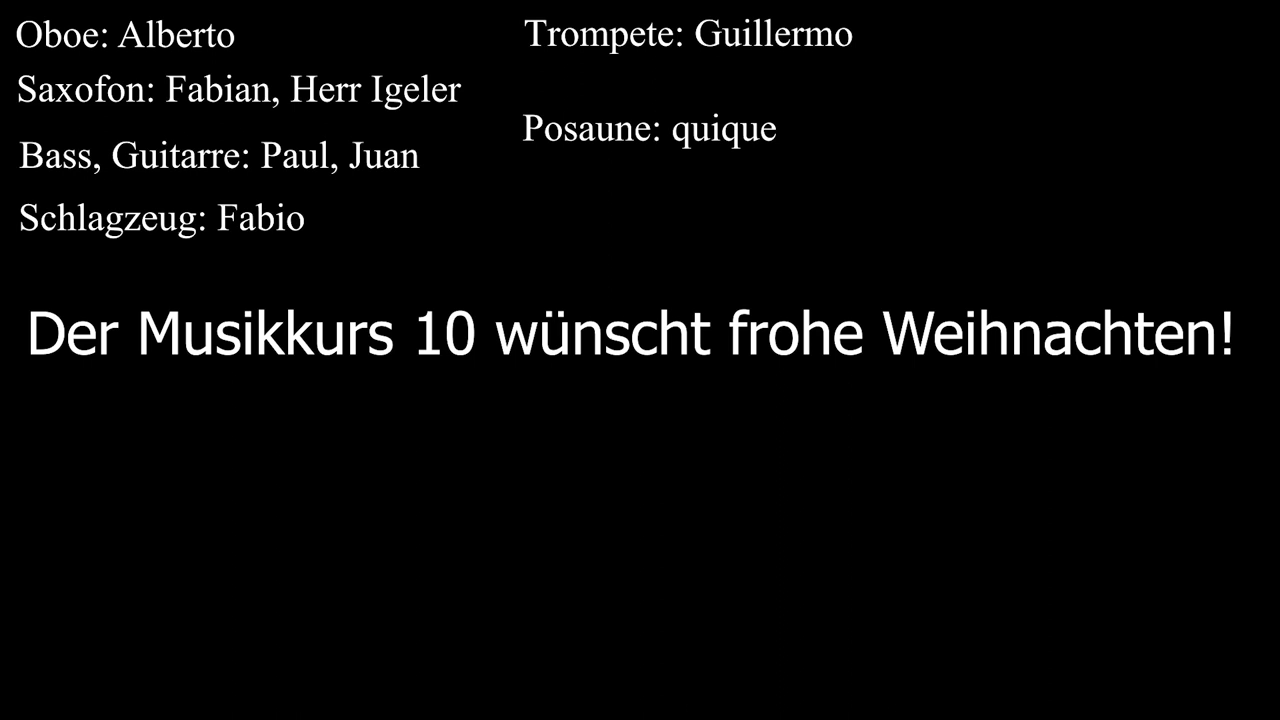 Oboe: Alberto
Saxofon: Fabian, Herr Igeler
Bass, Guitarre: Paul, Juan
Schlagzeug: Fabio
Trompete: Guillermo
Posaune: quique
Der Musikkurs 10 wünscht frohe Weihnachten!